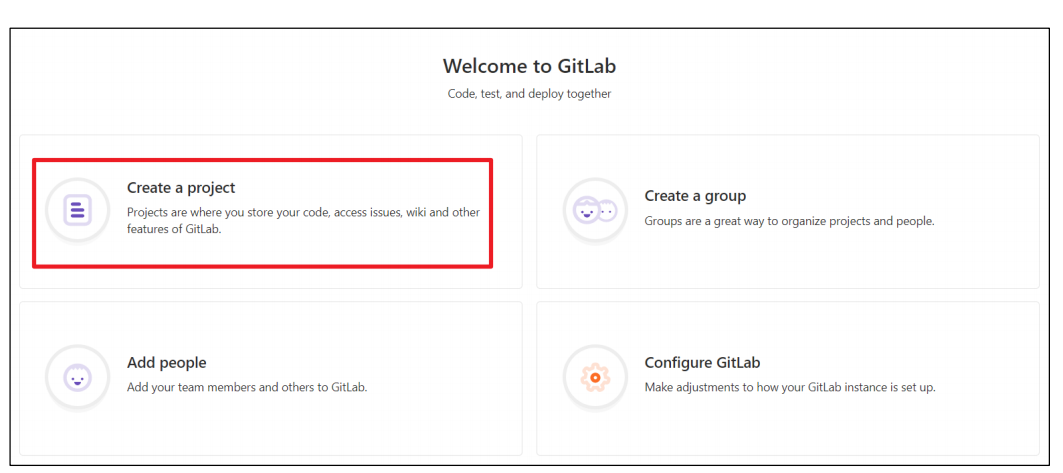 Welcome to GitLab
Code, test, and deploy together
Create a project
Projects are where you store your code, access issues, wiki and other
features of GitLab.
Create a group
Groups are a great way to organize projects and people.
Add people
Add your team members and others to GitLab.
Configure GitLab
Make adjustments to how your GitLab instance is set up.